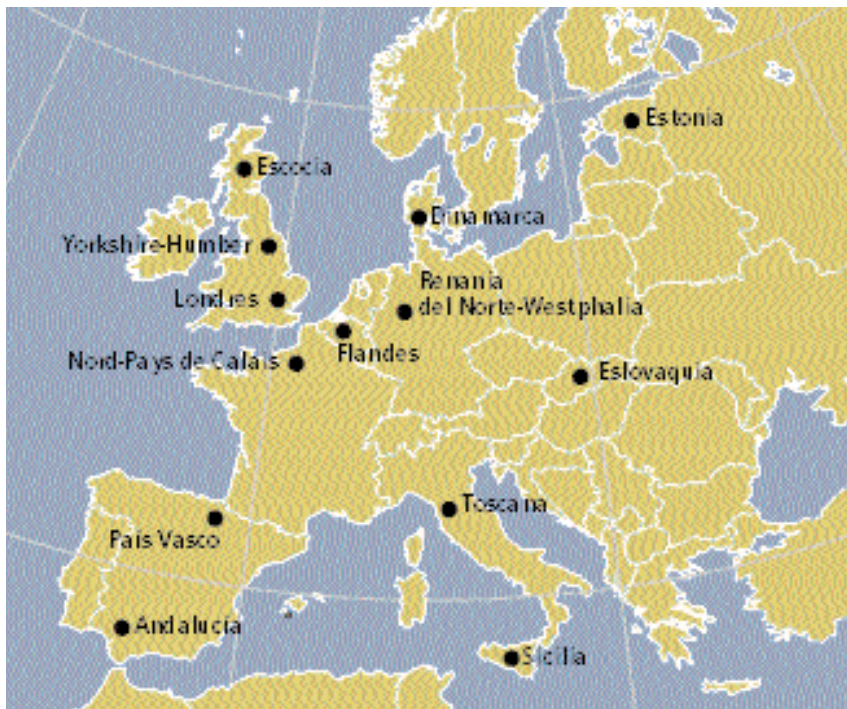 Estonia
Escocia
Dinamarca
Yorkshire-Humber
Renania
del Norte-Westphalia
Londres
Flandes
Nord-Pays de Calais
Eslovaquia
Toscana
País Vasco
Andalucía
Sicilia